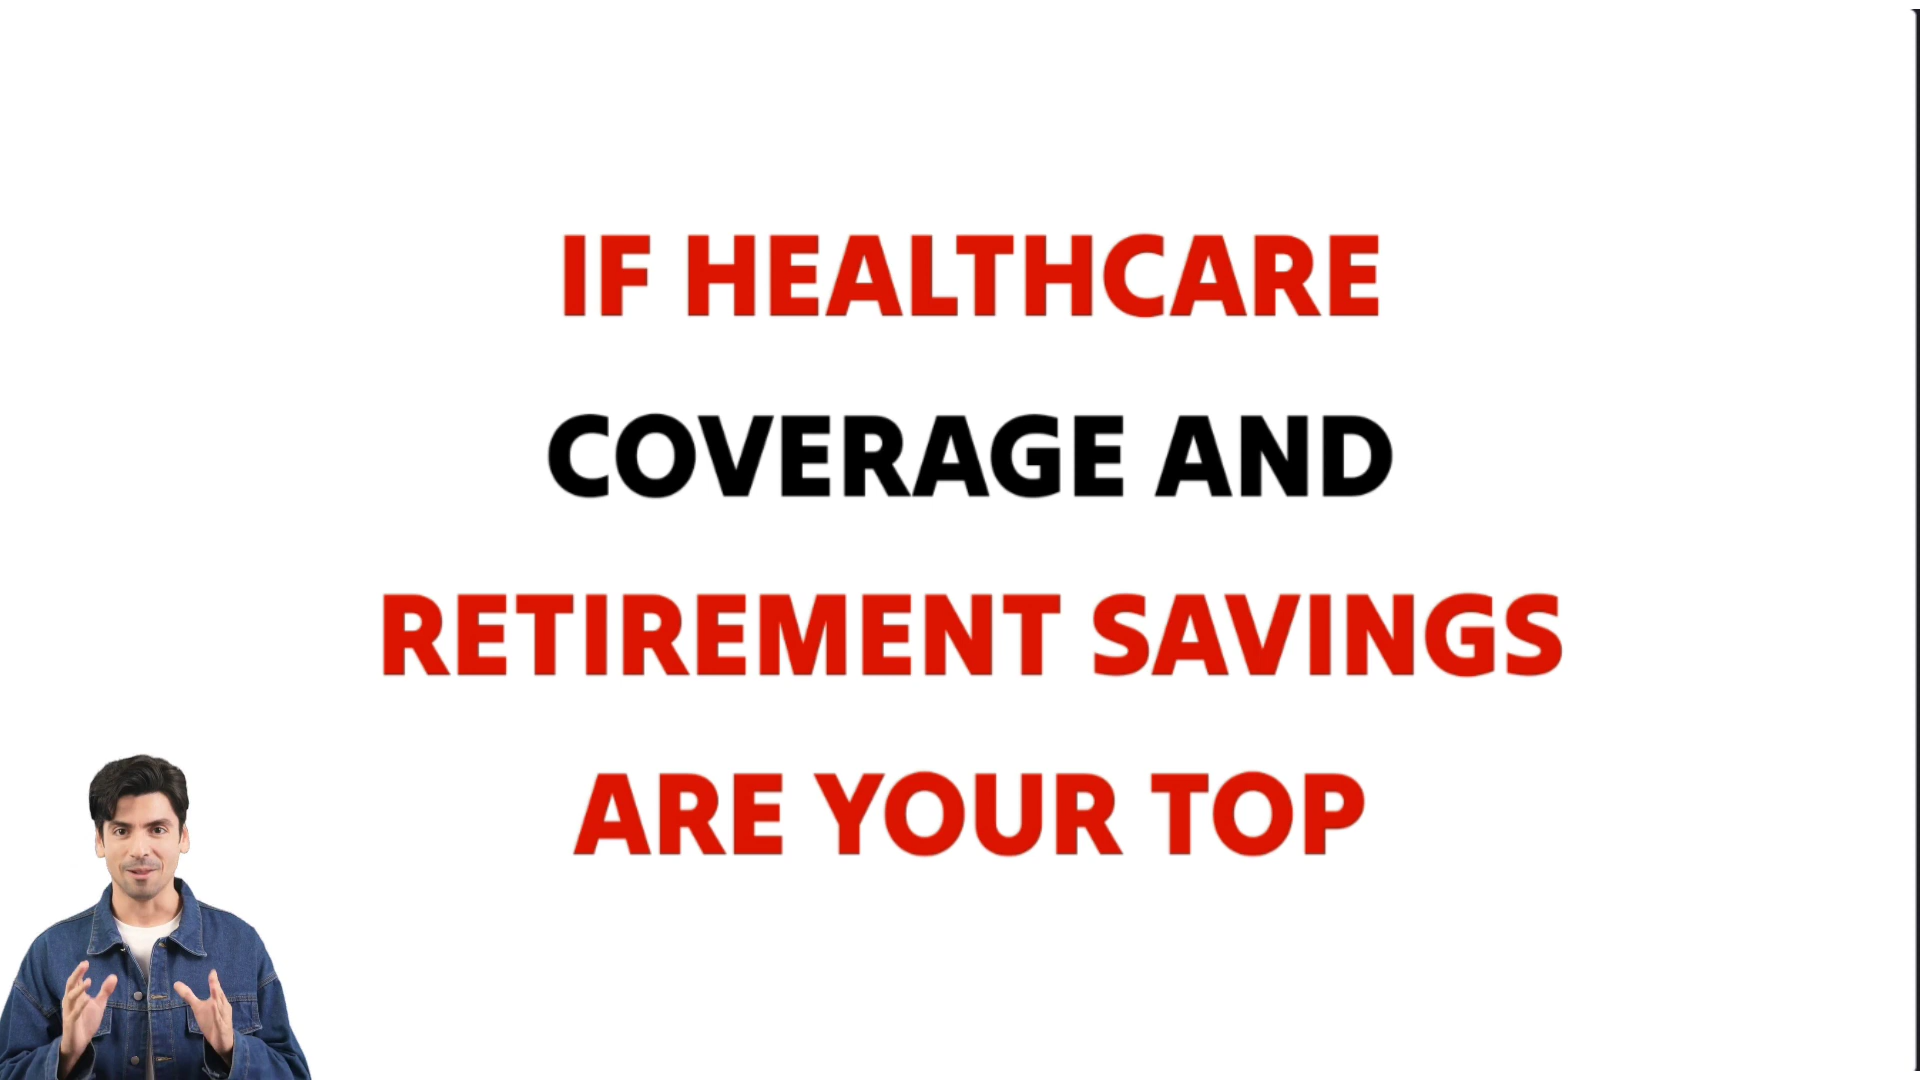 IF HEALTHCARE
COVERAGE AND
RETIREMENT SAVINGS
ARE YOUR TOP